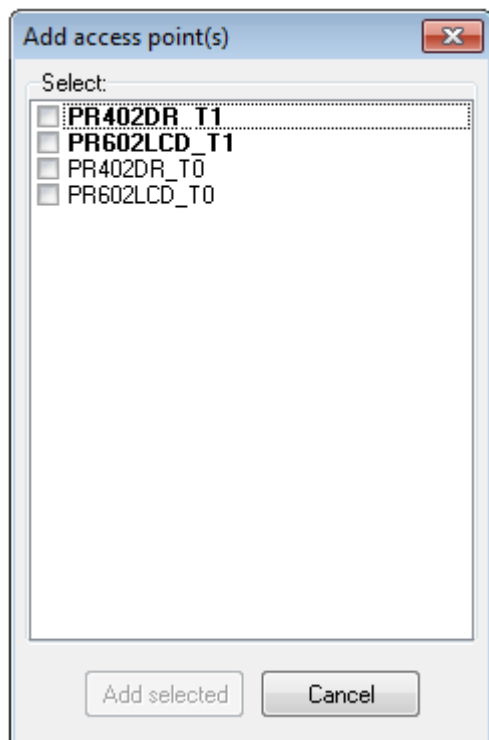 Add access point(s)
Select:
PR402DR_T1
PR602LCD_T1
PR402DR_T0
PR602LCD_T0
Add selected
Cancel